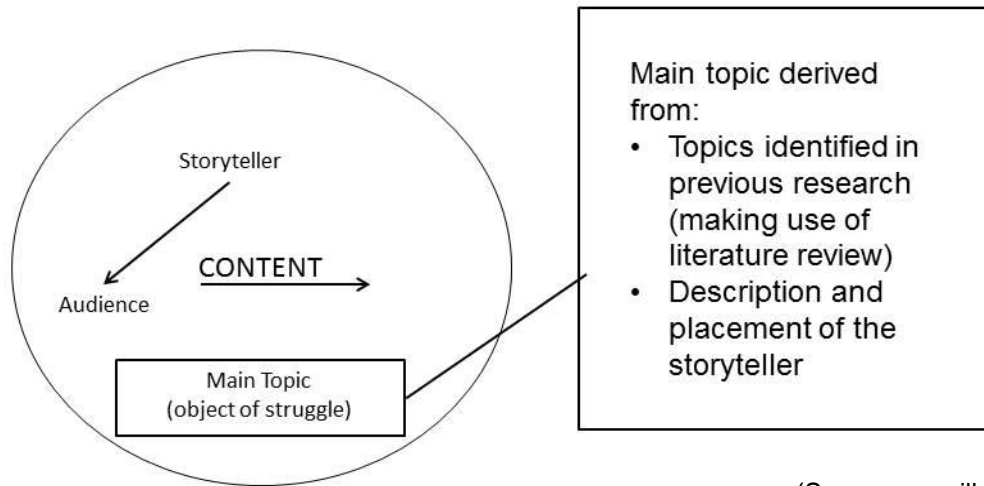 Storyteller
CONTENT
Audience
Main Topic
(object of struggle)
Main topic derived
from:
• Topics identified in
previous research
(making use of
literature review)
• Description and
placement of the
storyteller